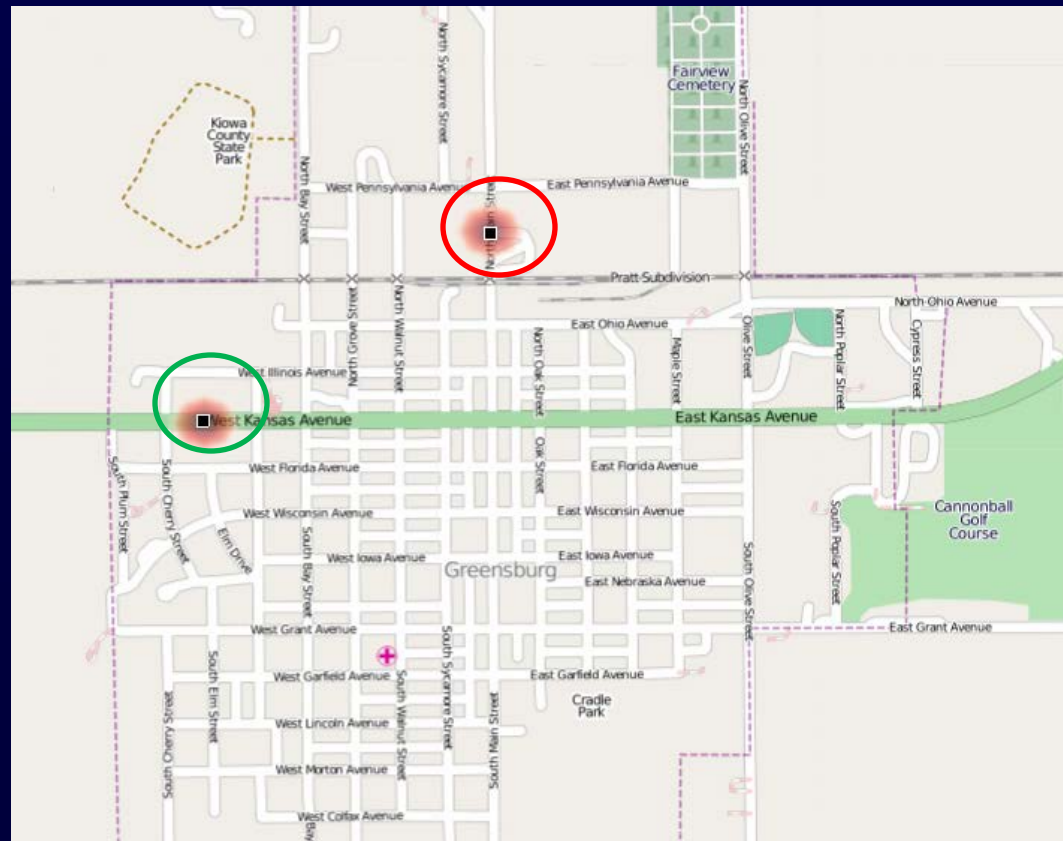 North Sycamore Street
Fairview
Cemetery
North Olive Street
Kiowa
County
State
Park
North Bay Street
West Pennsylvania Avenue
East Pennsylvania Avenue
Pratt Subdivision
North Ohio Avenue
North Grove Street
North Walnut Street
East Ohio Avenue
North Oak Street
Maple Street
Olive Street
North Poplar Street
Cypress Street
West Illinois Avenue
West Kansas Avenue
East Kansas Avenue
Oak Street
South Plum Street
South Cherry Street
West Florida Avenue
East Florida Avenue
West Wisconsin Avenue
East Wisconsin Avenue
Cannonball
Golf
Course
Elm Drive
South Bay Street
West Iowa Avenue
East Iowa Avenue
Greensburg
East Nebraska Avenue
South Olive Street
South Poplar Street
West Grant Avenue
East Grant Avenue
South Elm Street
West Garfield Avenue
South Walnut Street
South Sycamore Street
East Garfield Avenue
Cradle
Park
South Cherry Street
West Lincoln Avenue
South Main Street
West Morton Avenue
West Colfax Avenue